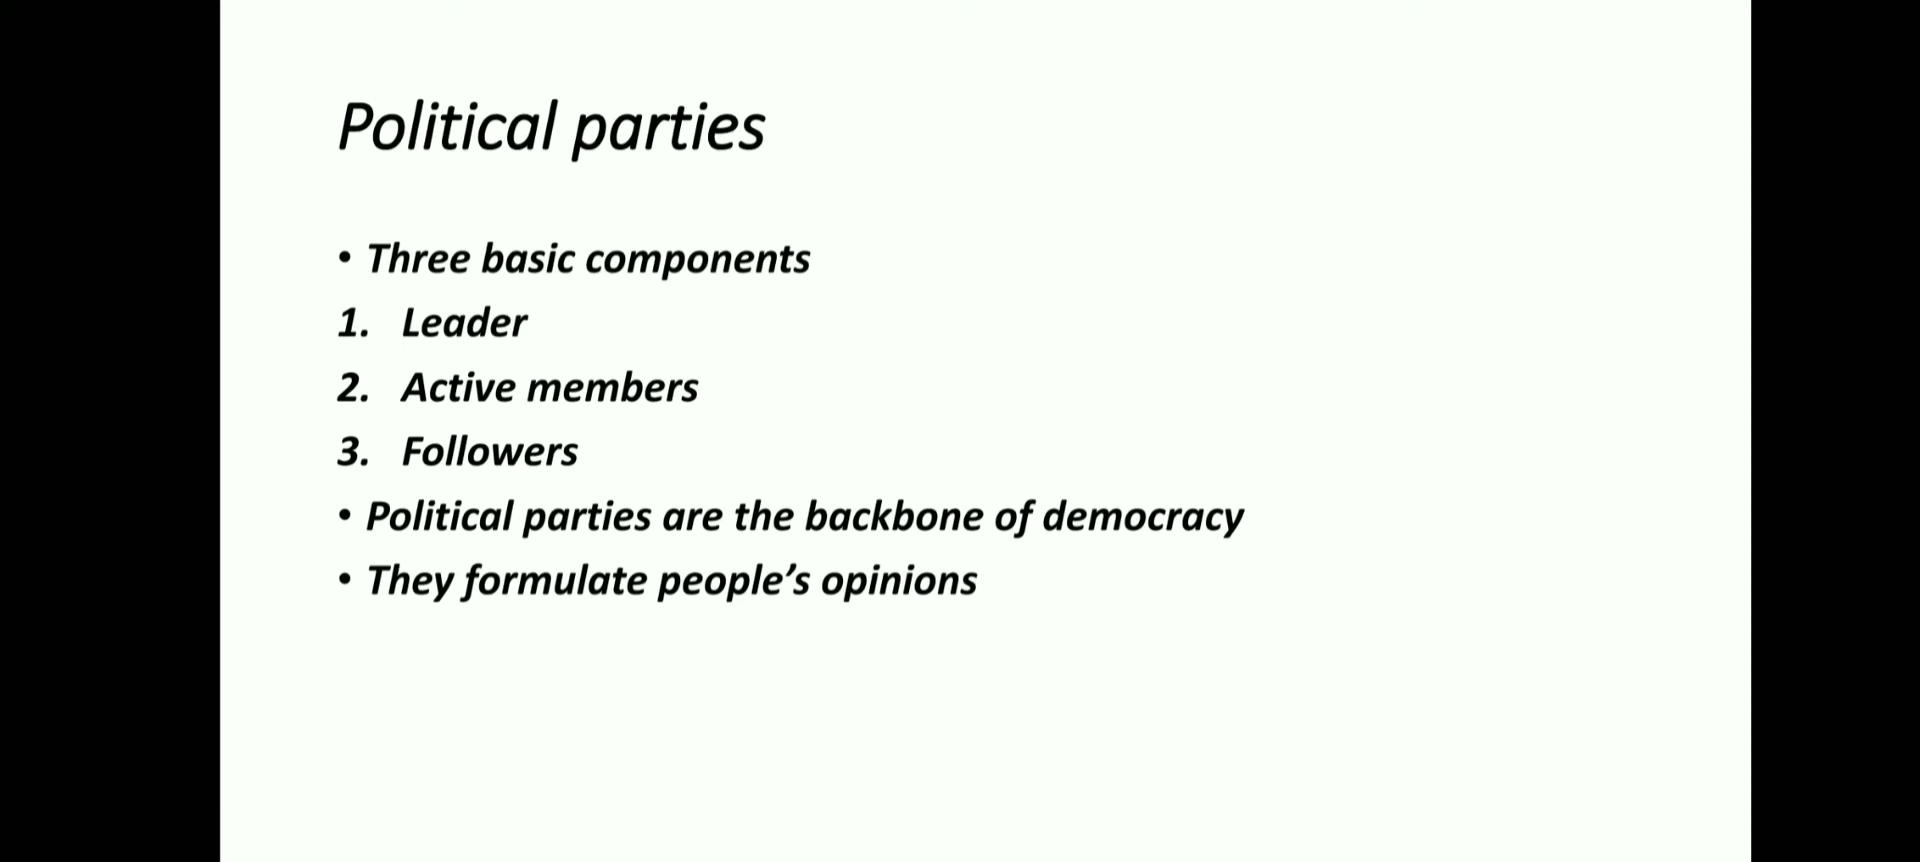 Political parties
• Three basic components
1. Leader
2. Active members
3. Followers
• Political parties are the backbone of democracy
• They formulate people’s opinions